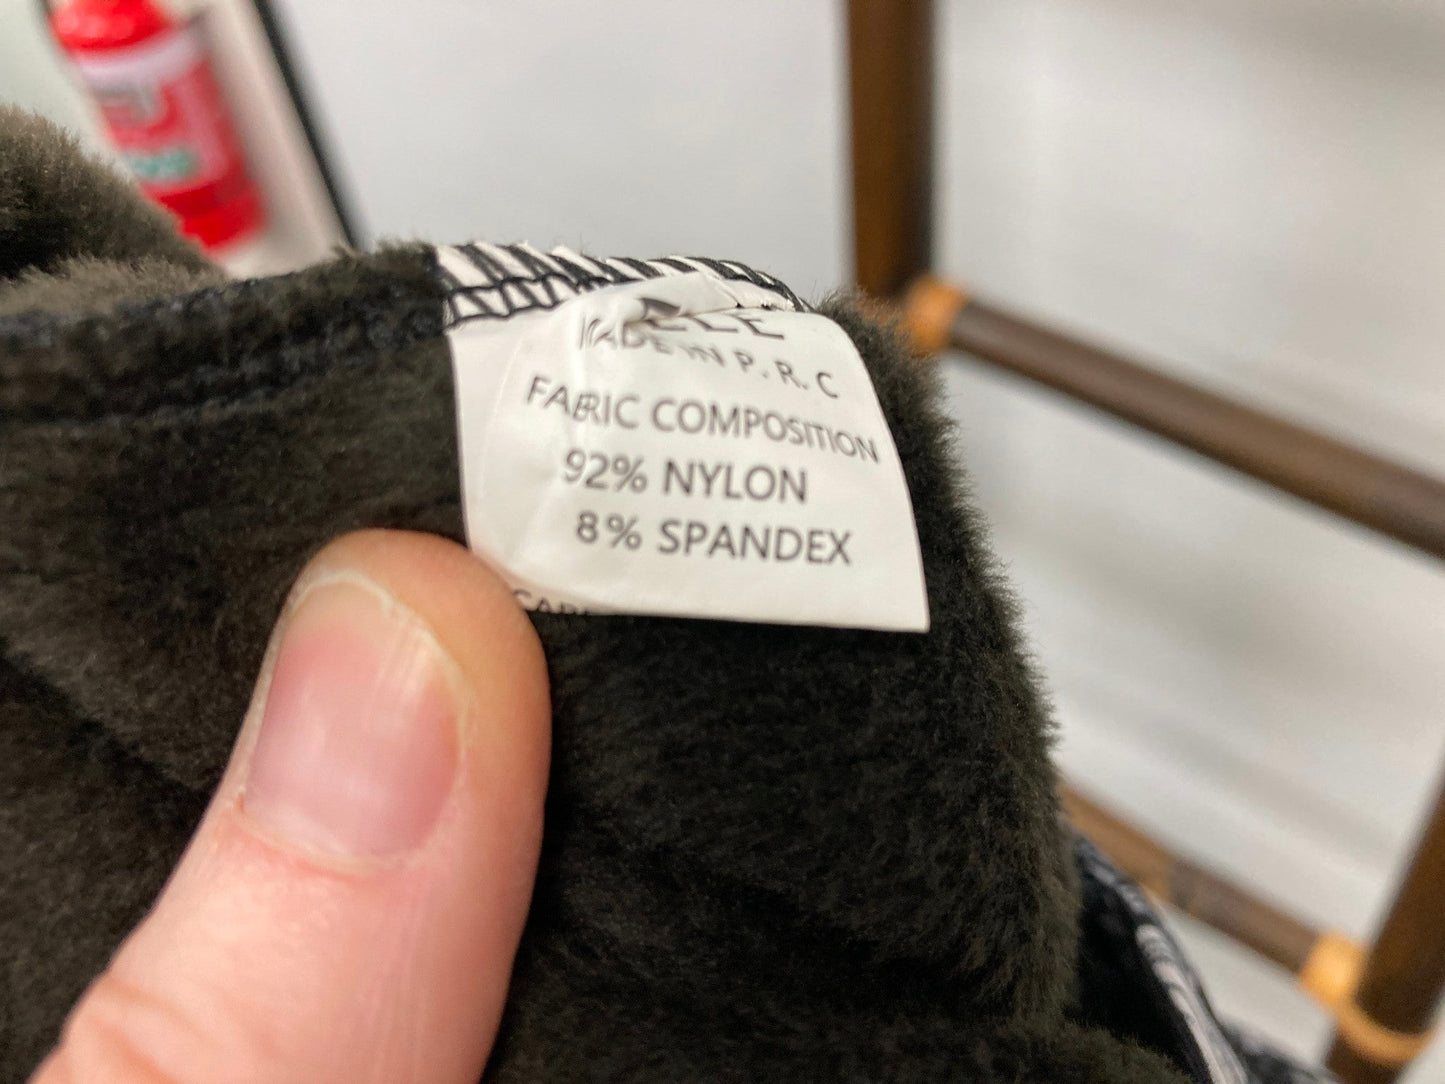 MADE IN P.R.C
FABRIC COMPOSITION
92% NYLON
8% SPANDEX